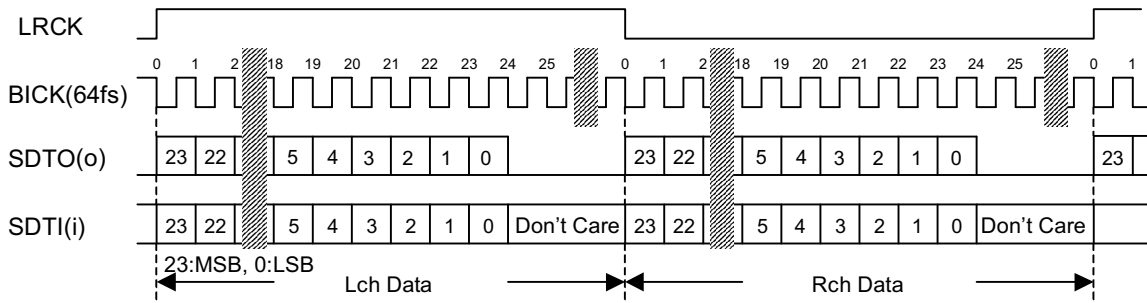 LRCK
0 1 2 18 19 20 21 22 23 24 25 0 1 2 18 19 20 21 22 23 24 25 0 1
BICK(64fs)
SDTO(o) 23 22 5 4 3 2 1 0 23 22 5 4 3 2 1 0 23
SDTI(i) 23 22 5 4 3 2 1 0 Don't Care 23 22 5 4 3 2 1 0 Don't Care
23:MSB, 0:LSB
Lch Data Rch Data